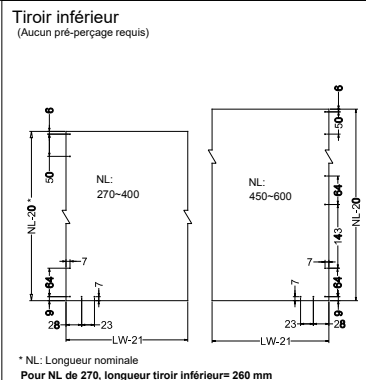 Tiroir inférieur
(Aucun pré-perçage requis)
6
50
NL-20 *
64
9
28
7
7
23
LW-21
NL:
270~400
6
50
64
143
64
9
NL-20
7
7
23
28
LW-21
NL:
450~600
* NL: Longueur nominale
Pour NL de 270, longueur tiroir inférieur= 260 mm